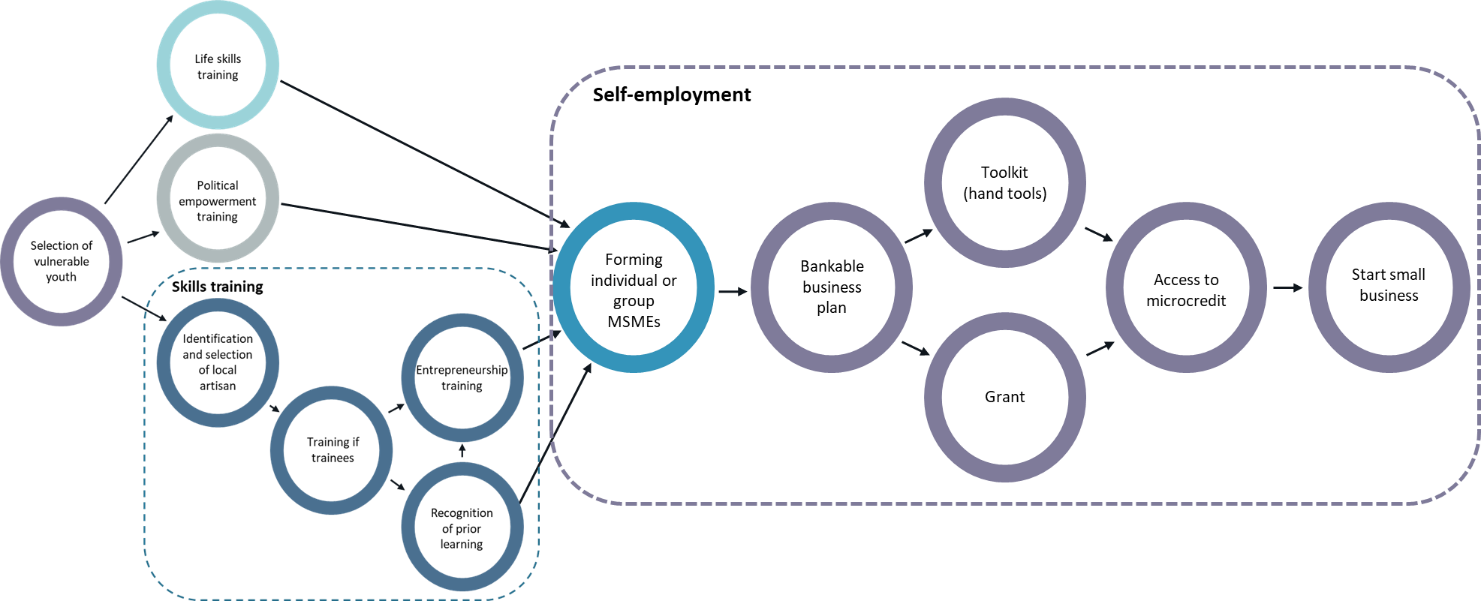 Life skills
training
Political
empowerment
training
Selection of
vulnerable
youth
Skills training
Identification
and selection
of local
artisan
Training if
trainees
Entrepreneurship
training
Recognition
of prior
learning
Self-employment
Forming
individual or
group
MSMEs
Bankable
business
plan
Toolkit
(hand tools)
Grant
Access to
microcredit
Start small
business